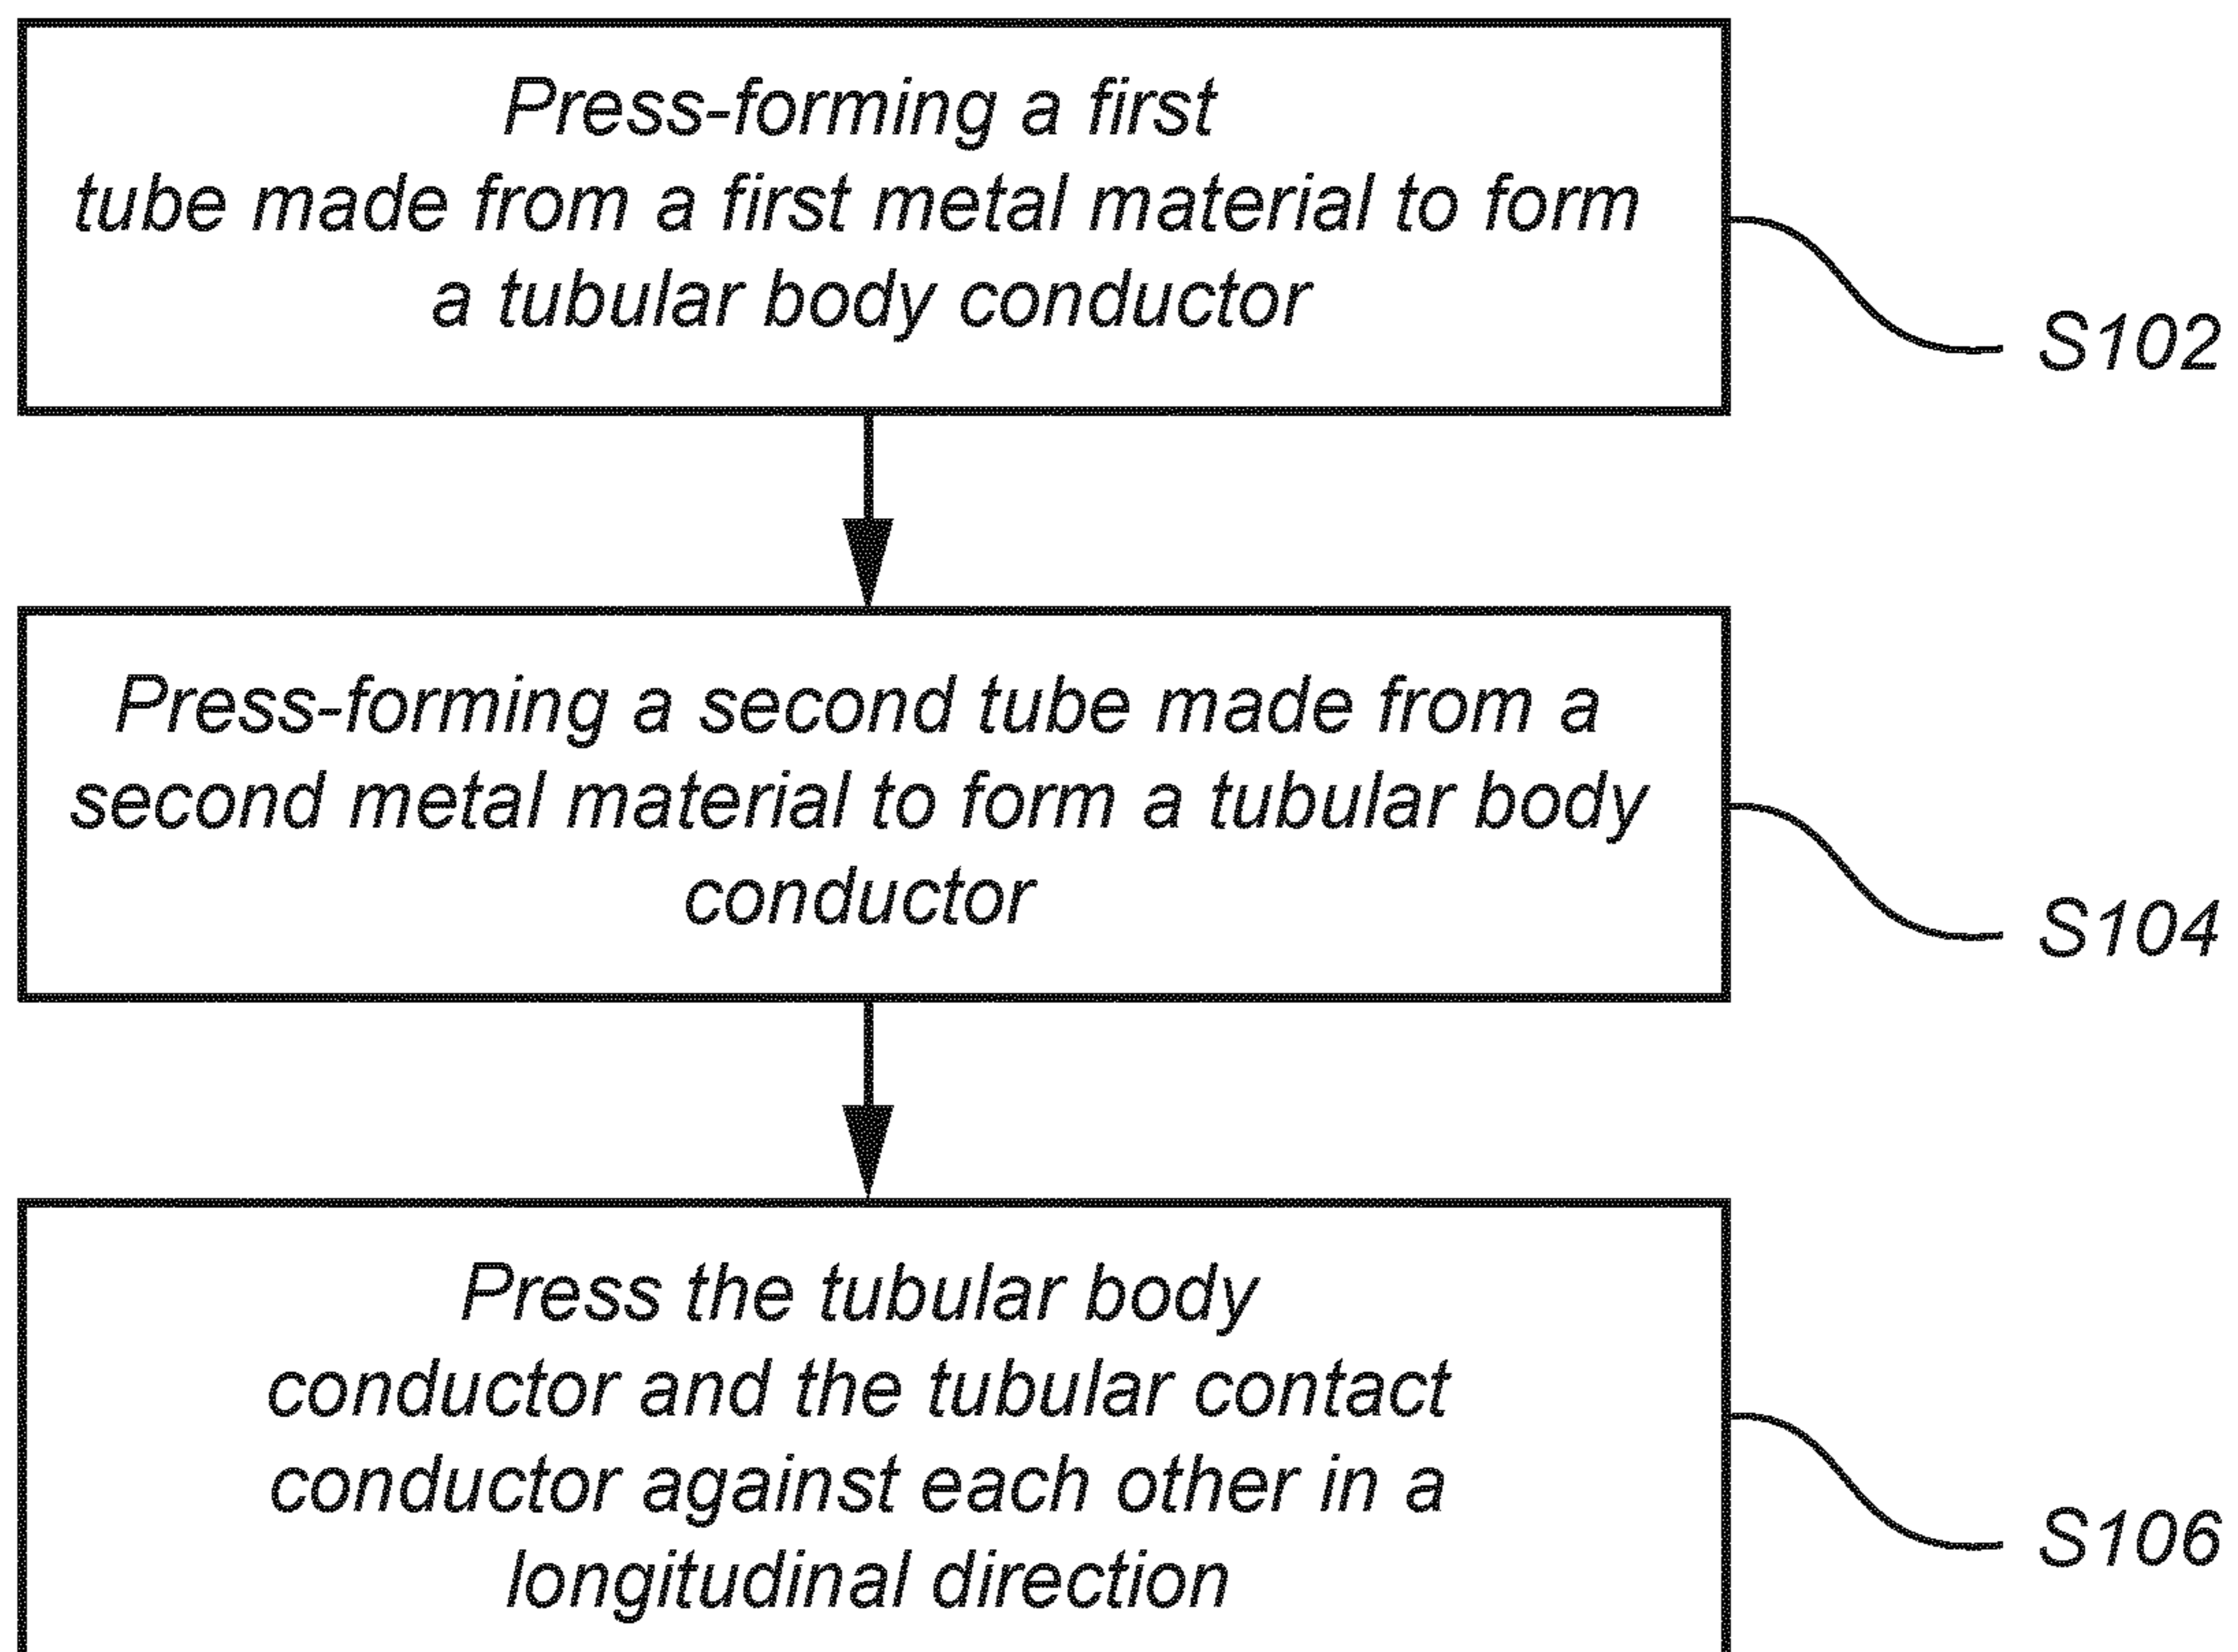 Press-forming a first
tube made from a first metal material to form
a tubular body conductor
S102
Press-forming a second tube made from a
second metal material to form a tubular body
conductor
S104
Press the tubular body
conductor and the tubular contact
conductor against each other in a
longitudinal direction
S106